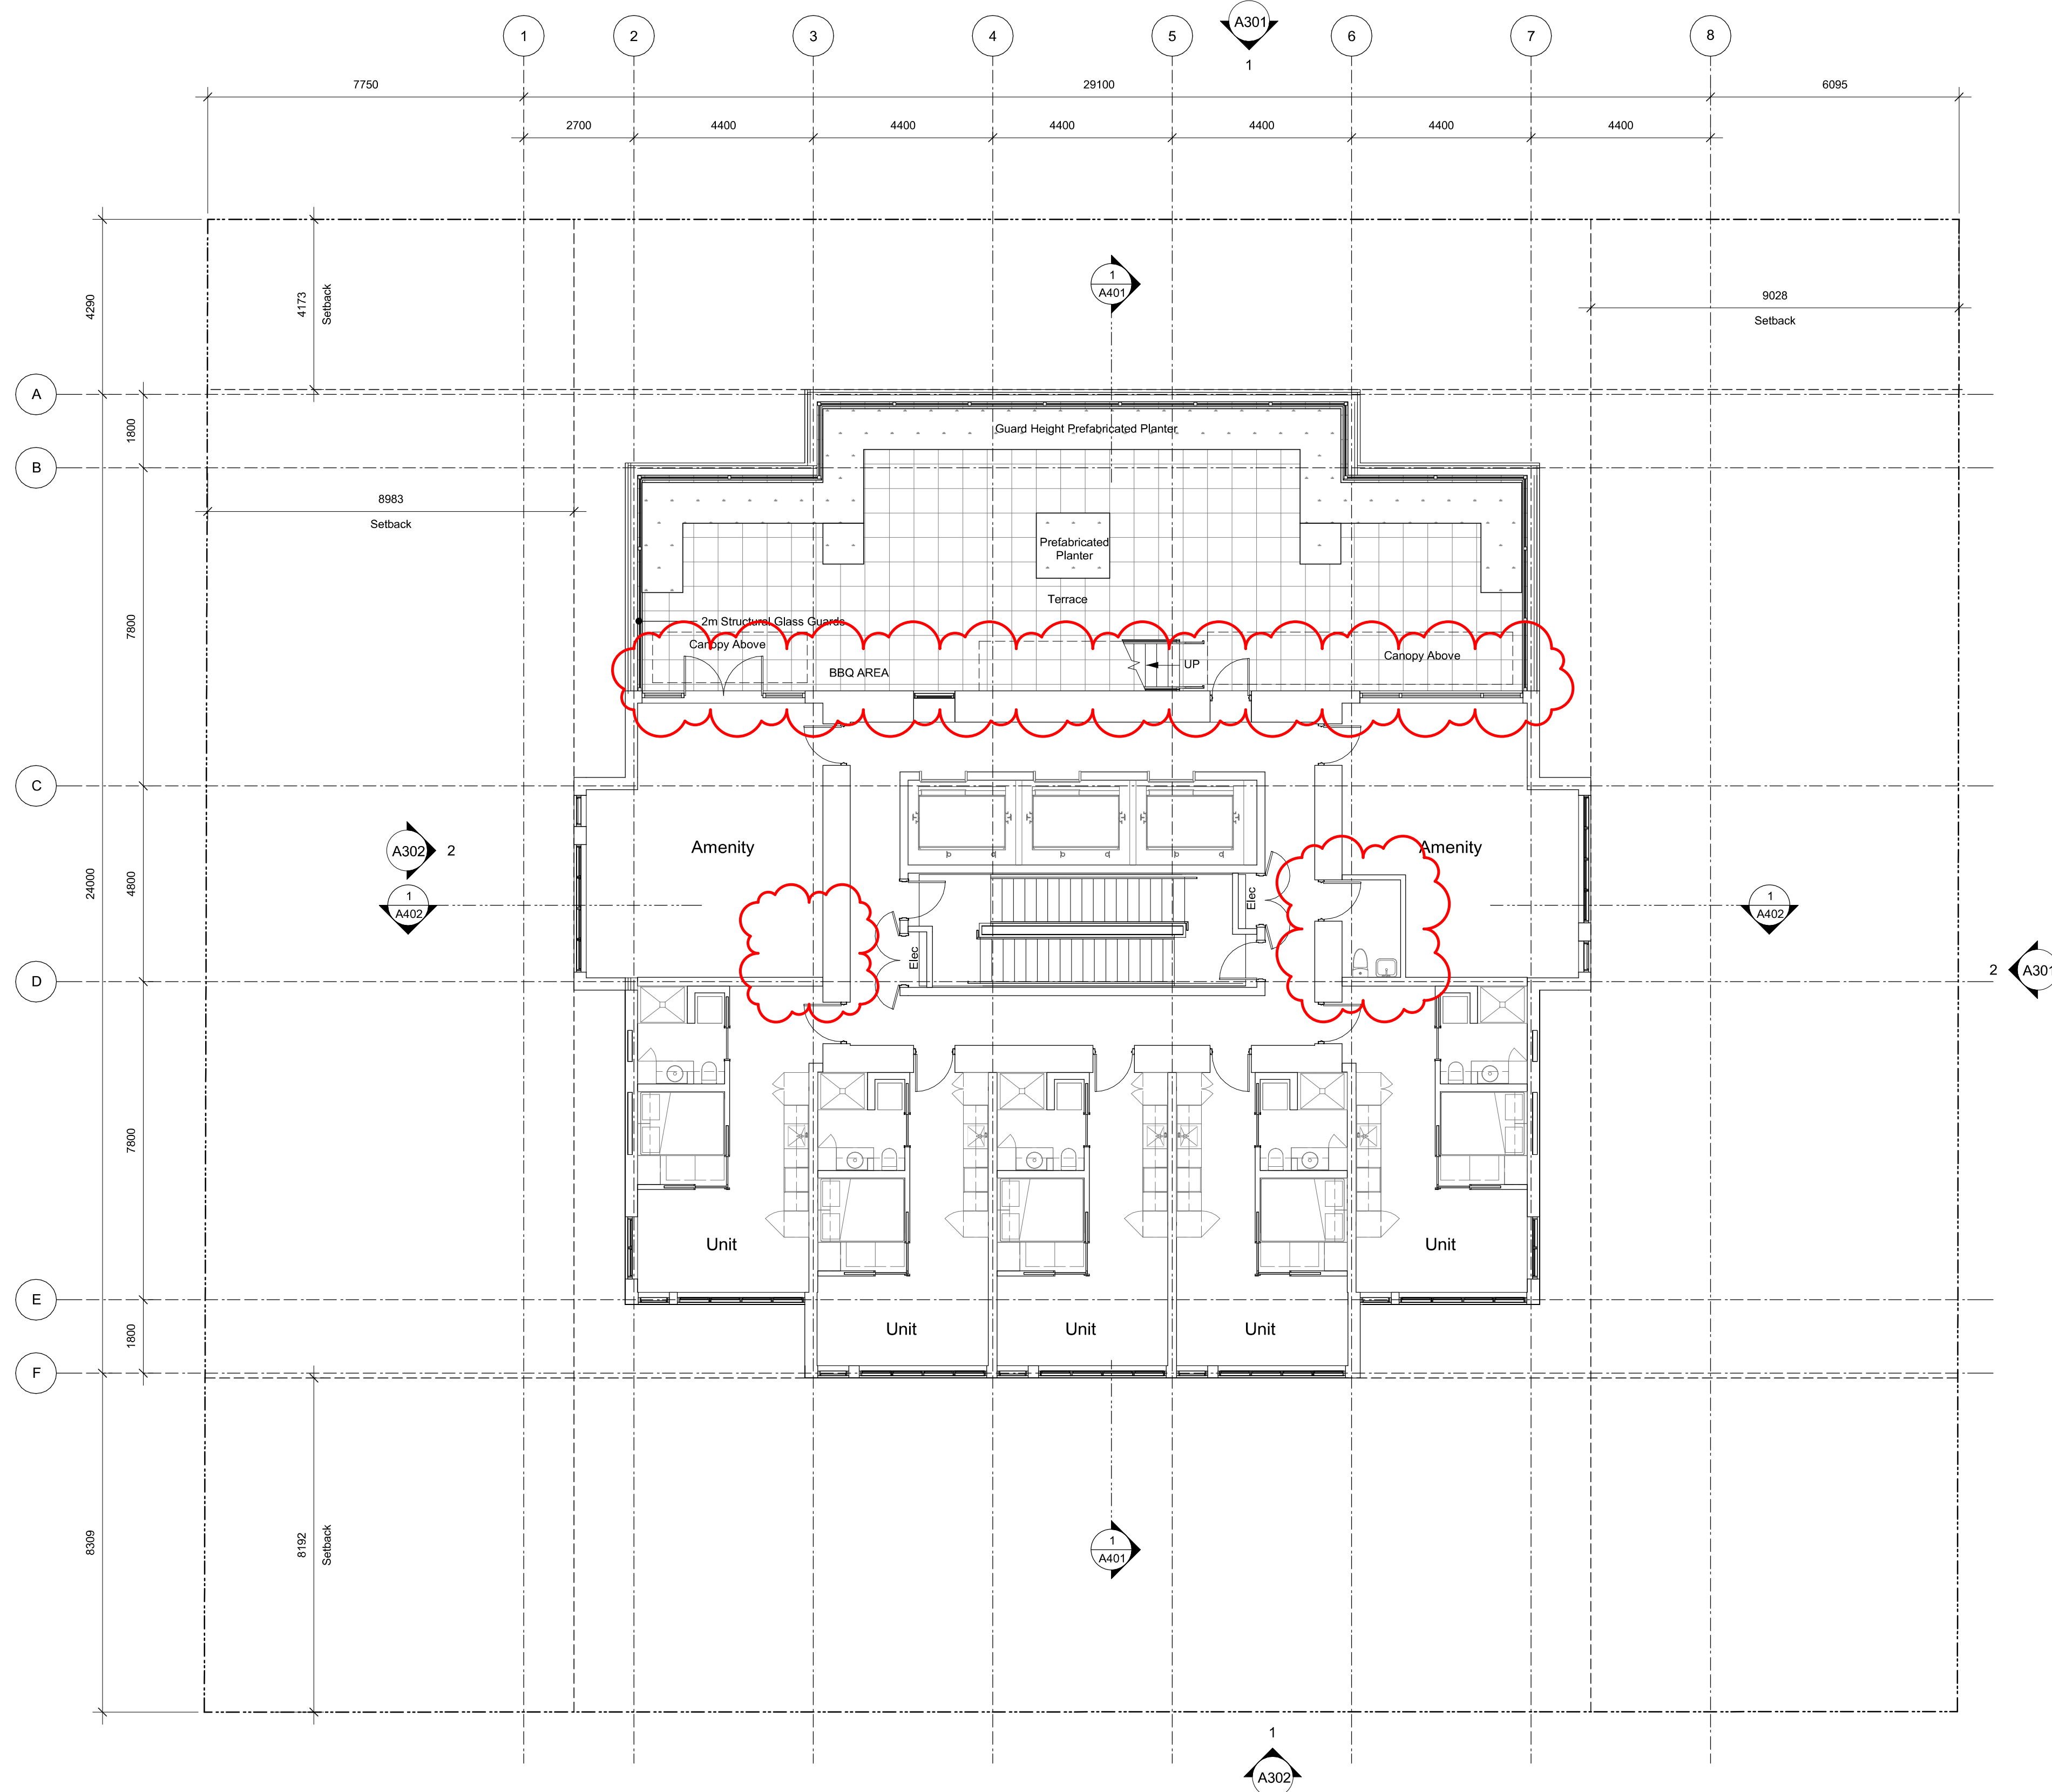 1
2
3
4
5
A301
1
6
7
8
7750
29100
6095
2700
4400
4400
4400
4400
4400
4400
4290
4173
Setback
1
A401
9028
Setback
A
1800
B
Guard Height Prefabricated Planter
8983
Setback
Prefabricated
Planter
Terrace
7800
2m Structural Glass Guards
Canopy Above
BBQ AREA
UP
Canopy Above
C
Amenity
Amenity
A302
2
24000
4800
1
A402
Elec
Elec
1
A402
D
2
A301
7800
Unit
Unit
E
1800
Unit
Unit
Unit
F
8309
8192
Setback
1
A401
1
A302